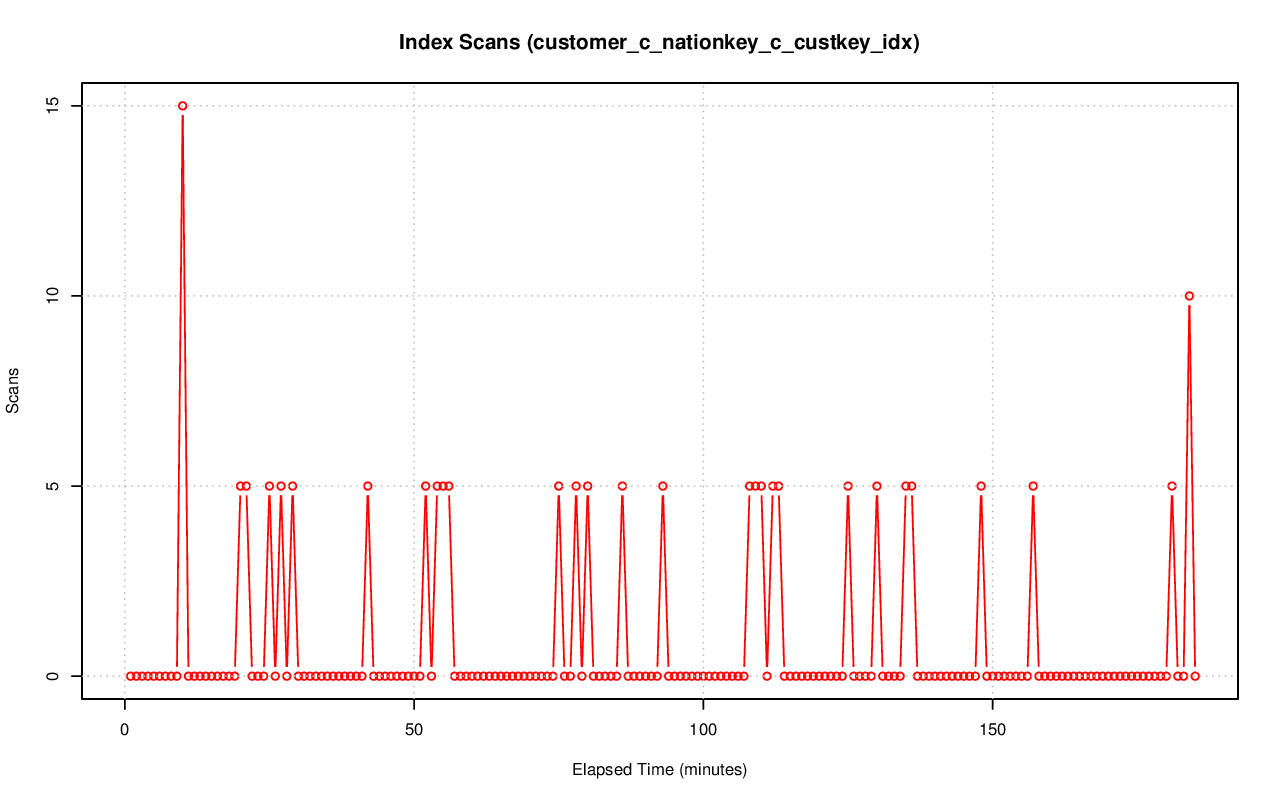 Index Scans (customer_c_nationkey_c_custkey_idx)
15
10
5
0
Scans
0 50 100 150
Elapsed Time (minutes)